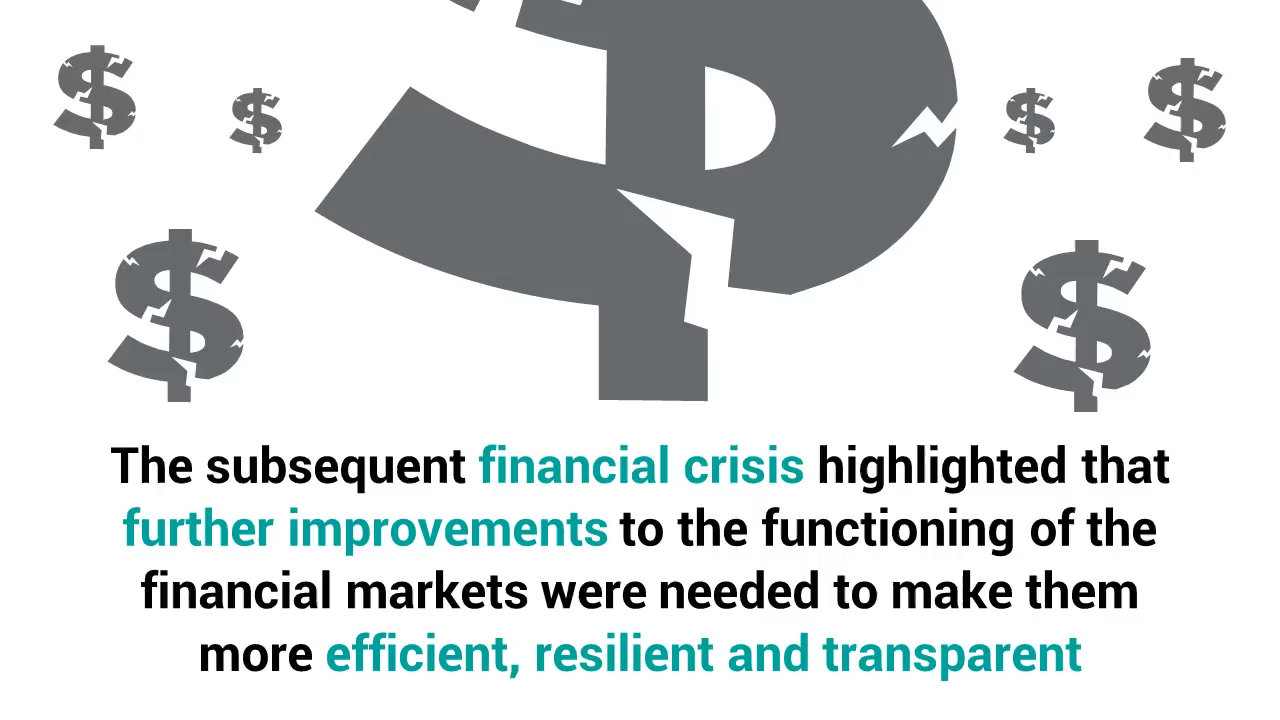 The subsequent financial crisis highlighted that
further improvements to the functioning of the
financial markets were needed to make them
more efficient, resilient and transparent